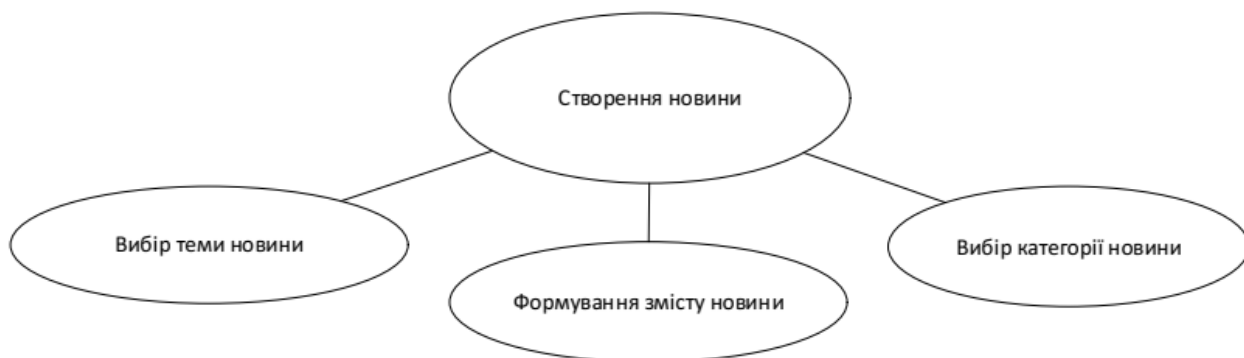 Створення новини
Вибір теми новини
Вибір категорії новини
Формування змісту новини